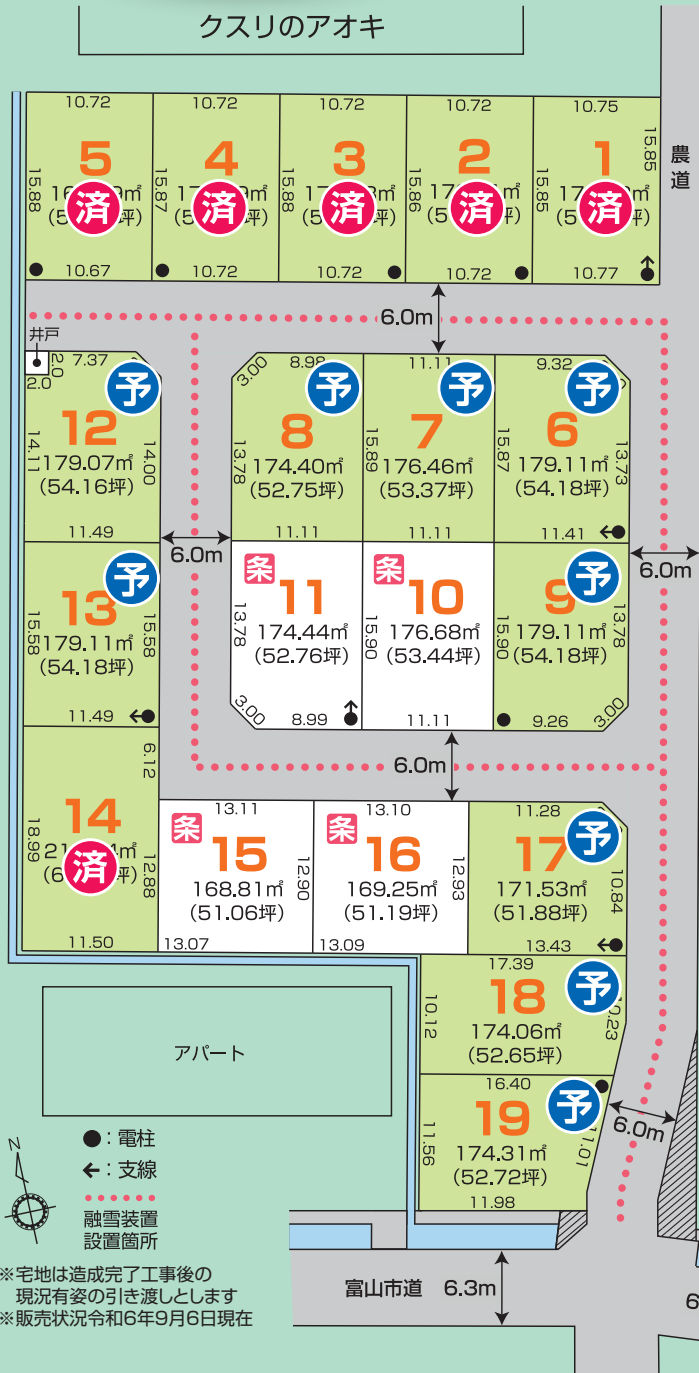 クスリのアオキ
10.72
10.72
10.72
10.72
10.75
農道
5
4
3
2
1
済
済
済
済
済
15.88
15.87
15.88
15.86
15.85
15.85
10.67
10.72
10.72
10.72
10.77
6.0m
井戸
2.0
2.0
7.37
予
12
179.07㎡
(54.16坪)
14.11
14.00
11.49
3.00
8.98
予
8
174.40㎡
(52.75坪)
13.78
11.11
11.11
予
7
176.46㎡
(53.37坪)
15.89
11.11
9.32
予
6
179.11㎡
(54.18坪)
15.87
13.73
11.41
6.0m
6.0m
予
13
179.11㎡
(54.18坪)
15.58
15.58
11.49
条
11
174.44㎡
(52.76坪)
13.78
3.00
8.99
条
10
176.68㎡
(53.44坪)
15.90
11.11
予
9
179.11㎡
(54.18坪)
15.90
13.78
9.26
3.00
6.0m
6.12
14
済
18.99
12.88
11.50
13.11
条
15
168.81㎡
(51.06坪)
12.90
13.07
13.10
条
16
169.25㎡
(51.19坪)
12.93
13.09
11.28
予
17
171.53㎡
(51.88坪)
10.84
13.43
17.39
予
18
174.06㎡
(52.65坪)
10.12
10.23
16.40
予
19
174.31㎡
(52.72坪)
11.56
11.01
11.98
6.0m
アパート
N
●：電柱
←：支線
融雪装置
設置箇所
※宅地は造成完了工事後の
現況有姿の引き渡しとします
※販売状況令和6年9月6日現在
富山市道 6.3m
6